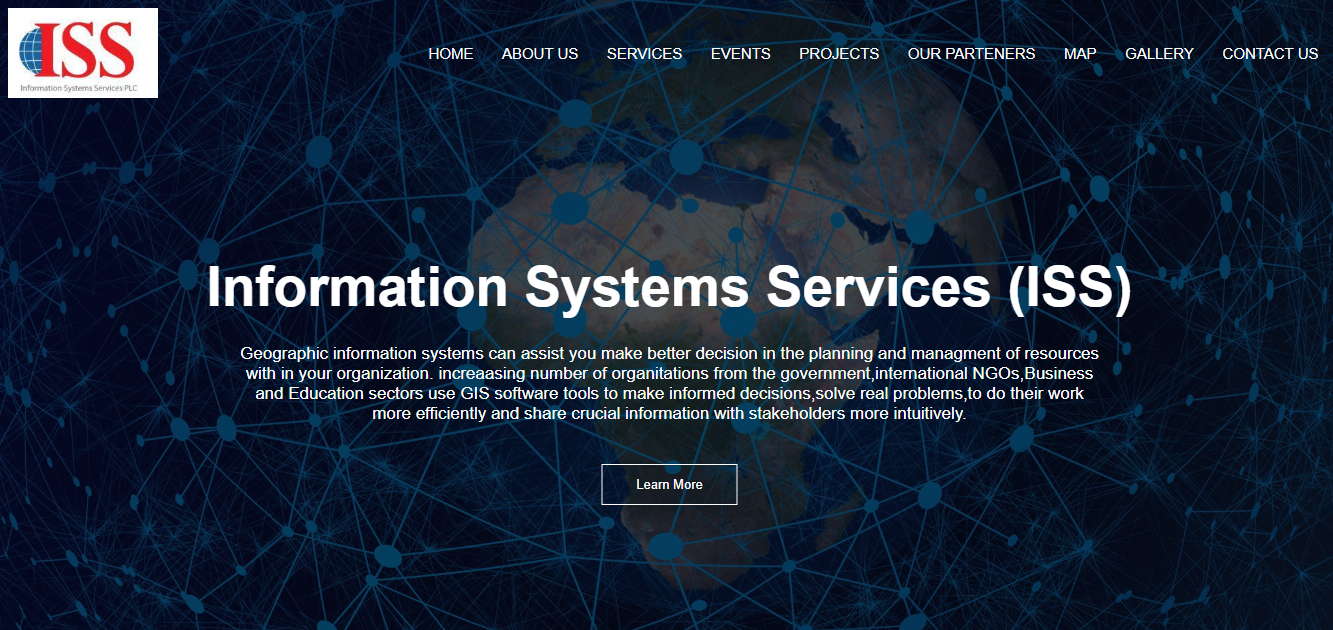 ISS
Information Systems Services PLC
HOME ABOUT US SERVICES EVENTS PROJECTS OUR PARTENERS MAP GALLERY CONTACT US
Information Systems Services (ISS)
Geographic information systems can assist you make better decision in the planning and managment of resources
with in your organization. increaasing number of organitations from the government,international NGOs,Business
and Education sectors use GIS software tools to make informed decisions,solve real problems,to do their work
more efficiently and share crucial information with stakeholders more intuitively.
Learn More